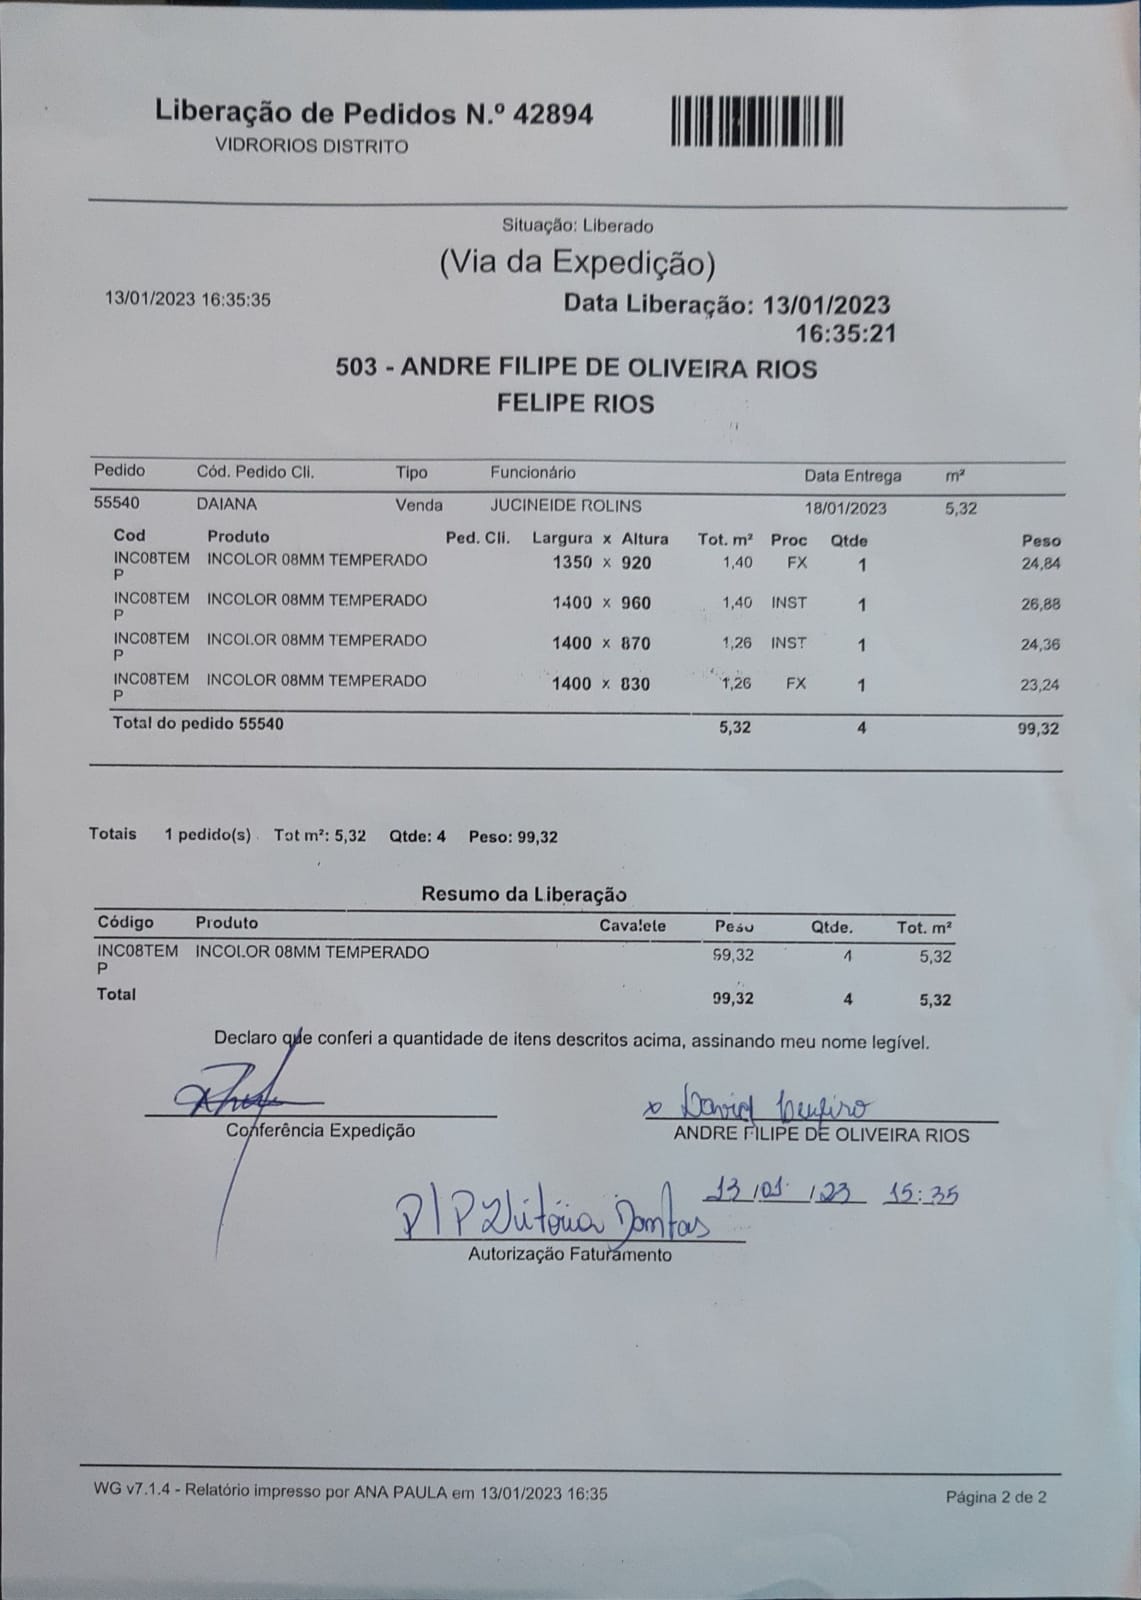 Liberação de Pedidos N.º 42894
VIDRORIOS DISTRITO
Situação: Liberado
(Via da Expedição)
13/01/2023 16:35:35
Data Liberação: 13/01/2023
16:35:21
503 - ANDRE FILIPE DE OLIVEIRA RIOS
FELIPE RIOS
Pedido Cód. Pedido Cli. Tipo Funcionário Data Entrega m²
55540 DAIANA Venda JUCINEIDE ROLINS 18/01/2023 5,32
Cod Produto Ped. Cli. Largura x Altura Tot. m² Proc Qtde Peso
INC08TEM INCOLOR 08MM TEMPERADO 1350 x 920 1,40 FX 1 24,84
P
INC08TEM INCOLOR 08MM TEMPERADO 1400 x 960 1,40 INST 1 26,88
P
INC08TEM INCOLOR 08MM TEMPERADO 1400 x 870 1,26 INST 1 24,36
P
INC08TEM INCOLOR 08MM TEMPERADO 1400 x 830 1,26 FX 1 23,24
P
Total do pedido 55540 5,32 4 99,32
Totais 1 pedido(s) Tot m²: 5,32 Qtde: 4 Peso: 99,32
Resumo da Liberação
Código Produto Cavalete Peso Qtde. Tot. m²
INC08TEM INCOLOR 08MM TEMPERADO 99,32 4 5,32
P
Total 99,32 4 5,32
Declaro que conferi a quantidade de itens descritos acima, assinando meu nome legível.
x David
Conferência Expedição
ANDRE FILIPE DE OLIVEIRA RIOS
13/01/23 15:35
P/P Vitória Dantas
Autorização Faturamento
WG v7.1.4 - Relatório impresso por ANA PAULA em 13/01/2023 16:35
Página 2 de 2